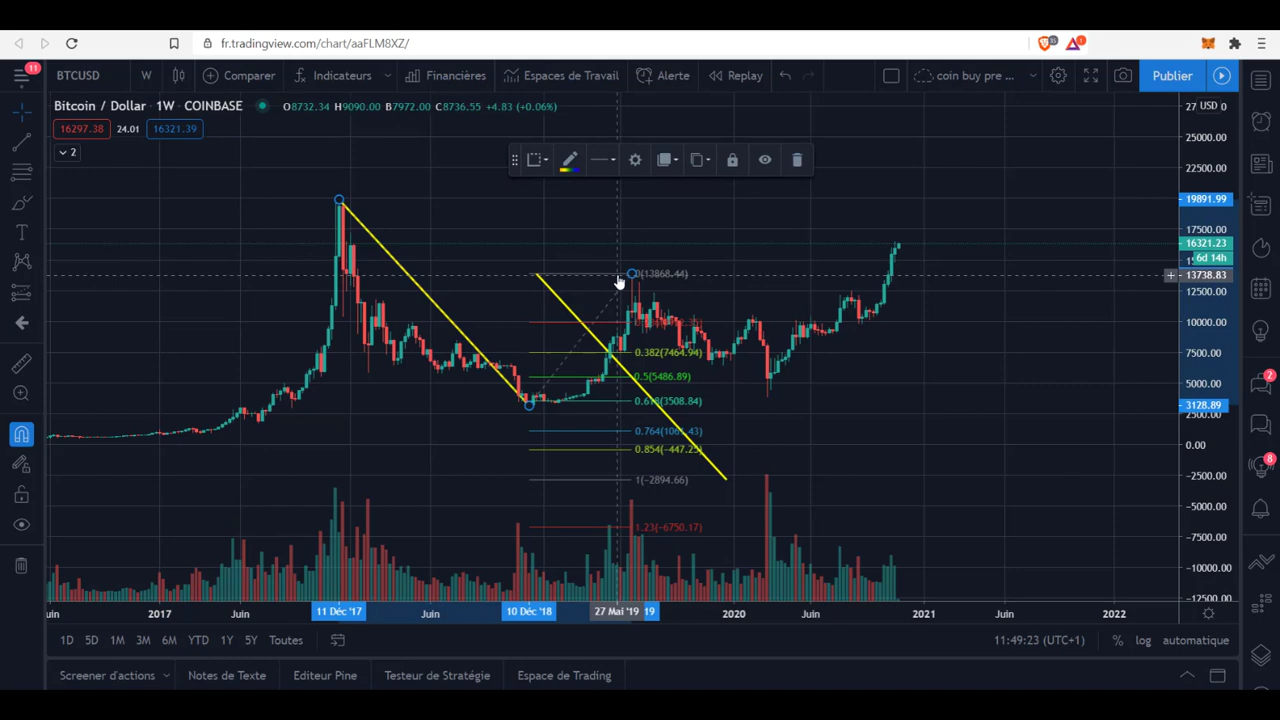 fr.tradingview.com/chart/aaFLM8XZ/
35
1
11
BTCUSD
W
Comparer
Indicateurs
Financières
Espaces de Travail
Alerte
Replay
coin buy pre ...
Publier
Bitcoin / Dollar · 1W · COINBASE
O8732.34 H9090.00 B7972.00 C8736.55 +4.83 (+0.06%)
16297.38
24.01
16321.39
2
USD
25000.00
22500.00
19891.99
17500.00
16321.23
6d 14h
13738.83
12500.00
10000.00
7500.00
5000.00
3128.89
2500.00
0.00
−2500.00
−5000.00
−7500.00
−10000.00
−12500.00
0(13868.44)
0.382(7464.94)
0.5(5486.89)
0.618(3508.84)
0.854(−447.25)
1(−2894.66)
1.23(−6750.17)
2
8
2017
Juin
11 Déc '17
Juin
10 Déc '18
27 Mai '19
19
2020
Juin
2021
Juin
2022
1D
5D
1M
3M
6M
YTD
1Y
5Y
Toutes
11:49:23 (UTC+1)
%
log
automatique
Screener d'actions
Notes de Texte
Editeur Pine
Testeur de Stratégie
Espace de Trading